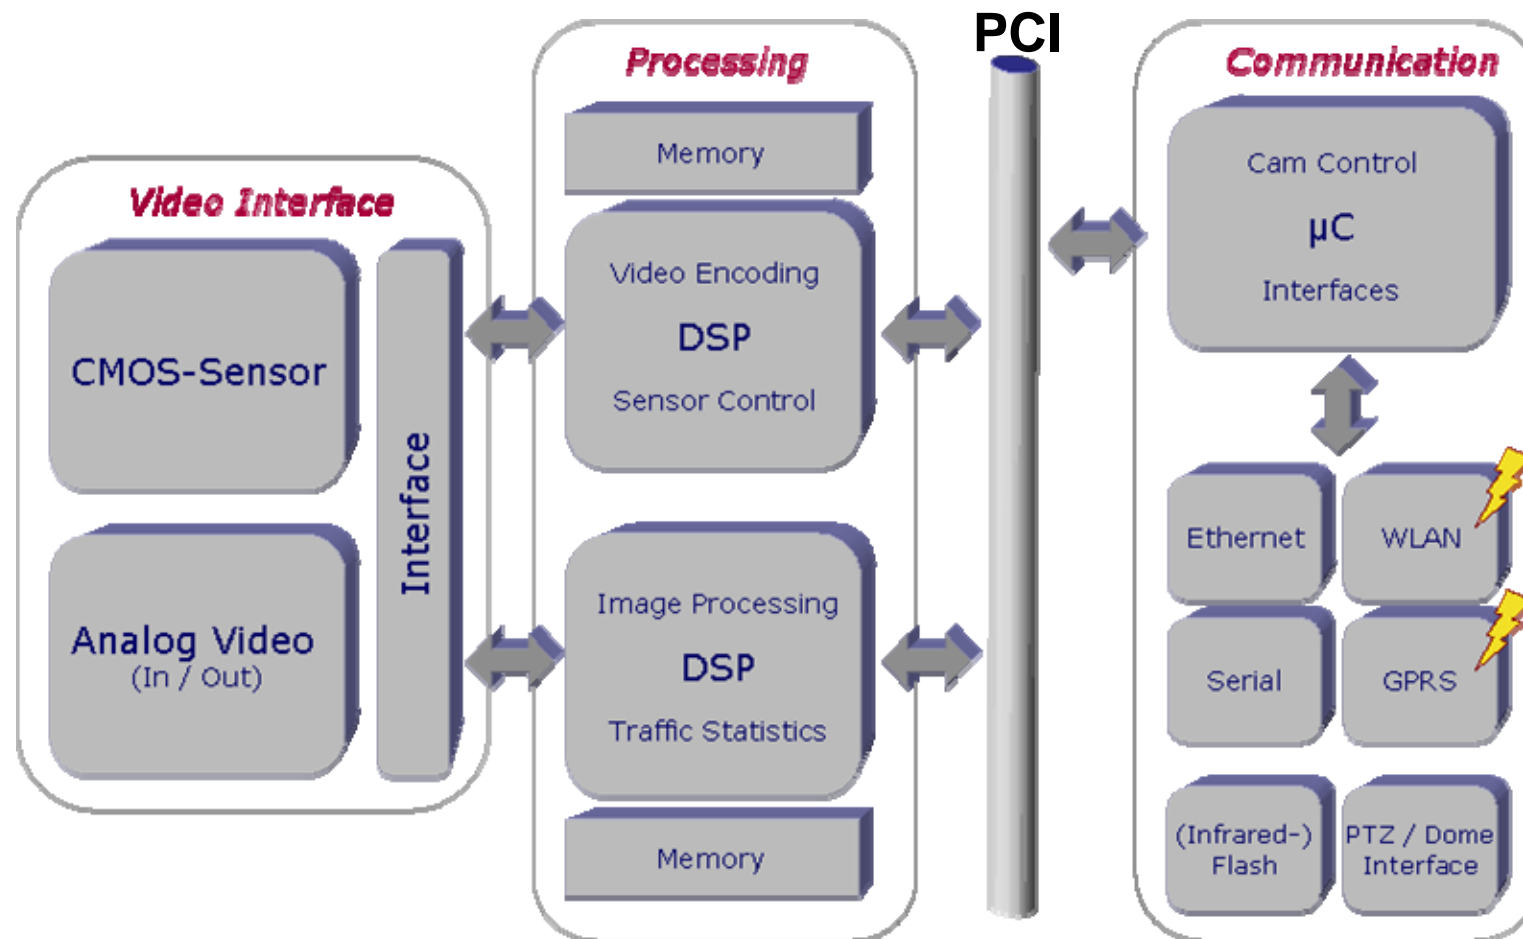 PCI
Video Interface
CMOS-Sensor
Analog Video
(In / Out)
Interface
Processing
Memory
Video Encoding
DSP
Sensor Control
Image Processing
DSP
Traffic Statistics
Memory
Communication
Cam Control
µC
Interfaces
Ethernet
WLAN
Serial
GPRS
(Infrared-)
Flash
PTZ / Dome
Interface